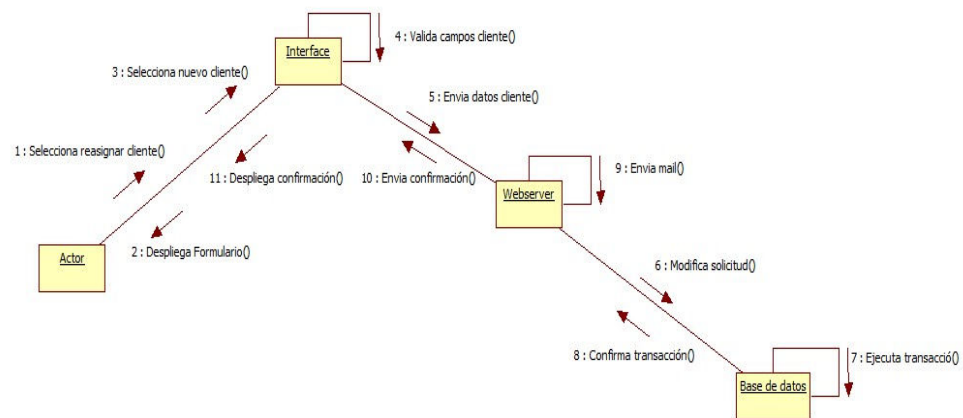 Interface
4 : Valida campos cliente()
3 : Selecciona nuevo cliente()
5 : Envia datos cliente()
1 : Selecciona reasignar cliente()
11 : Despliega confirmación()
10 : Envia confirmación()
9 : Envia mail()
Webserver
2 : Despliega Formulario()
Actor
6 : Modifica solicitud()
8 : Confirma transacción()
7 : Ejecuta transacció()
Base de datos